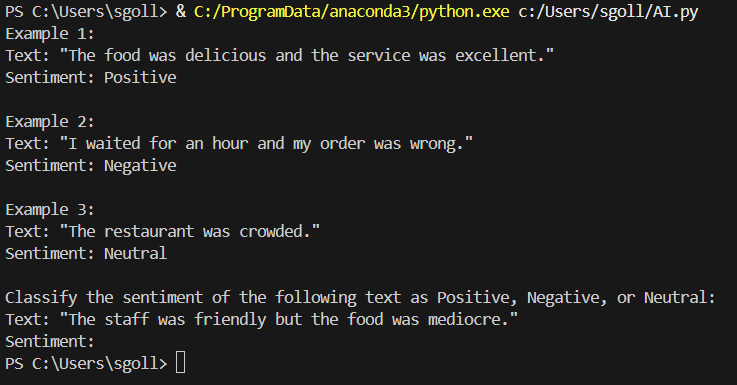 PS C:\Users\sgoll> & C:/ProgramData/anaconda3/python.exe c:/Users/sgoll/AI.py
Example 1:
Text: "The food was delicious and the service was excellent."
Sentiment: Positive

Example 2:
Text: "I waited for an hour and my order was wrong."
Sentiment: Negative

Example 3:
Text: "The restaurant was crowded."
Sentiment: Neutral

Classify the sentiment of the following text as Positive, Negative, or Neutral:
Text: "The staff was friendly but the food was mediocre."
Sentiment:
PS C:\Users\sgoll>